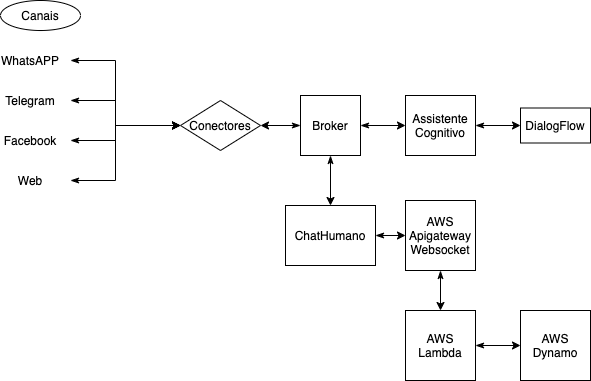 Canais
WhatsAPP
Telegram
Facebook
Web
Conectores
Broker
Assistente
Cognitivo
DialogFlow
ChatHumano
AWS
Apigateway
Websocket
AWS
Lambda
AWS
Dynamo